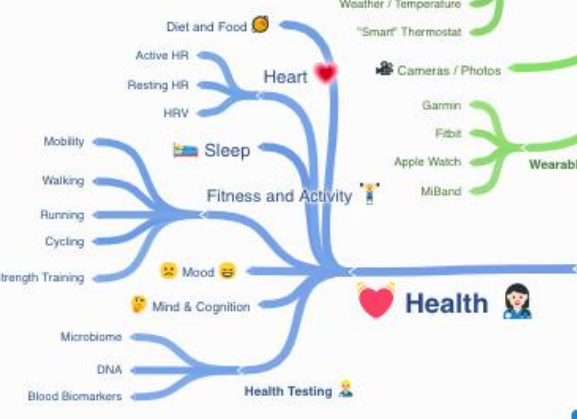 Weather / Temperature
Diet and Food
"Smart" Thermostat
Active HR
Heart
Cameras / Photos
Resting HR
Garmin
HRV
Fitbit
Mobility
Sleep
Apple Watch
Walking
Fitness and Activity
MiBand
Running
Cycling
Mood
Training
Mind & Cognition
Health
Microbiome
DNA
Health Testing
Blood Biomarkers